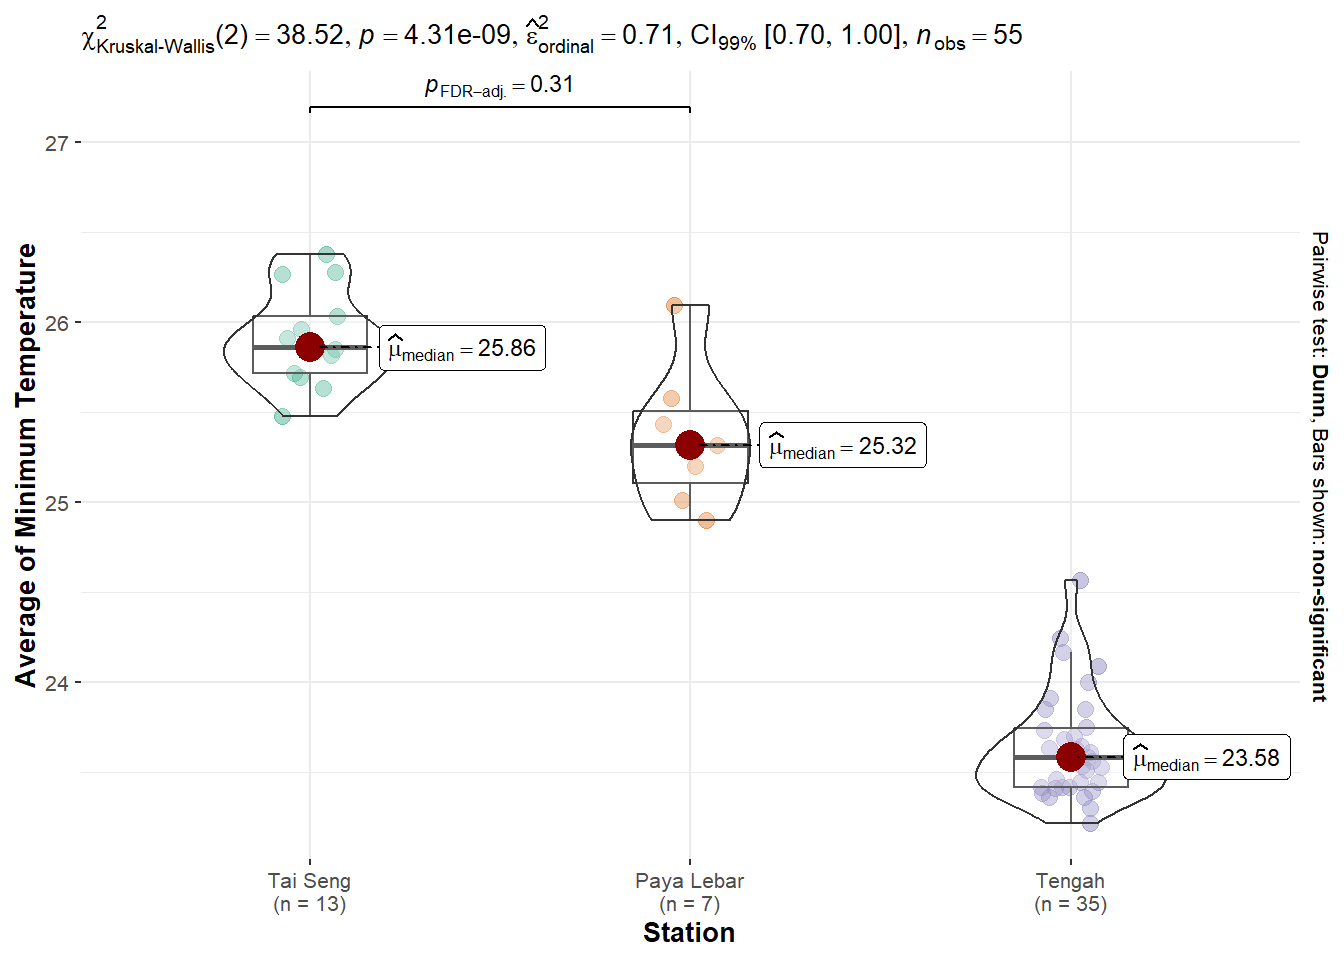 χ²Kruskal-Wallis(2) = 38.52, p = 4.31e-09, ε̂²ordinal = 0.71, CI99% [0.70, 1.00], nobs = 55
pFDR−adj. = 0.31
27
26
25
24
Average of Minimum Temperature
μ̂median = 25.86
μ̂median = 25.32
μ̂median = 23.58
Pairwise test: Dunn, Bars shown: non-significant
Tai Seng
(n = 13)
Paya Lebar
(n = 7)
Tengah
(n = 35)
Station